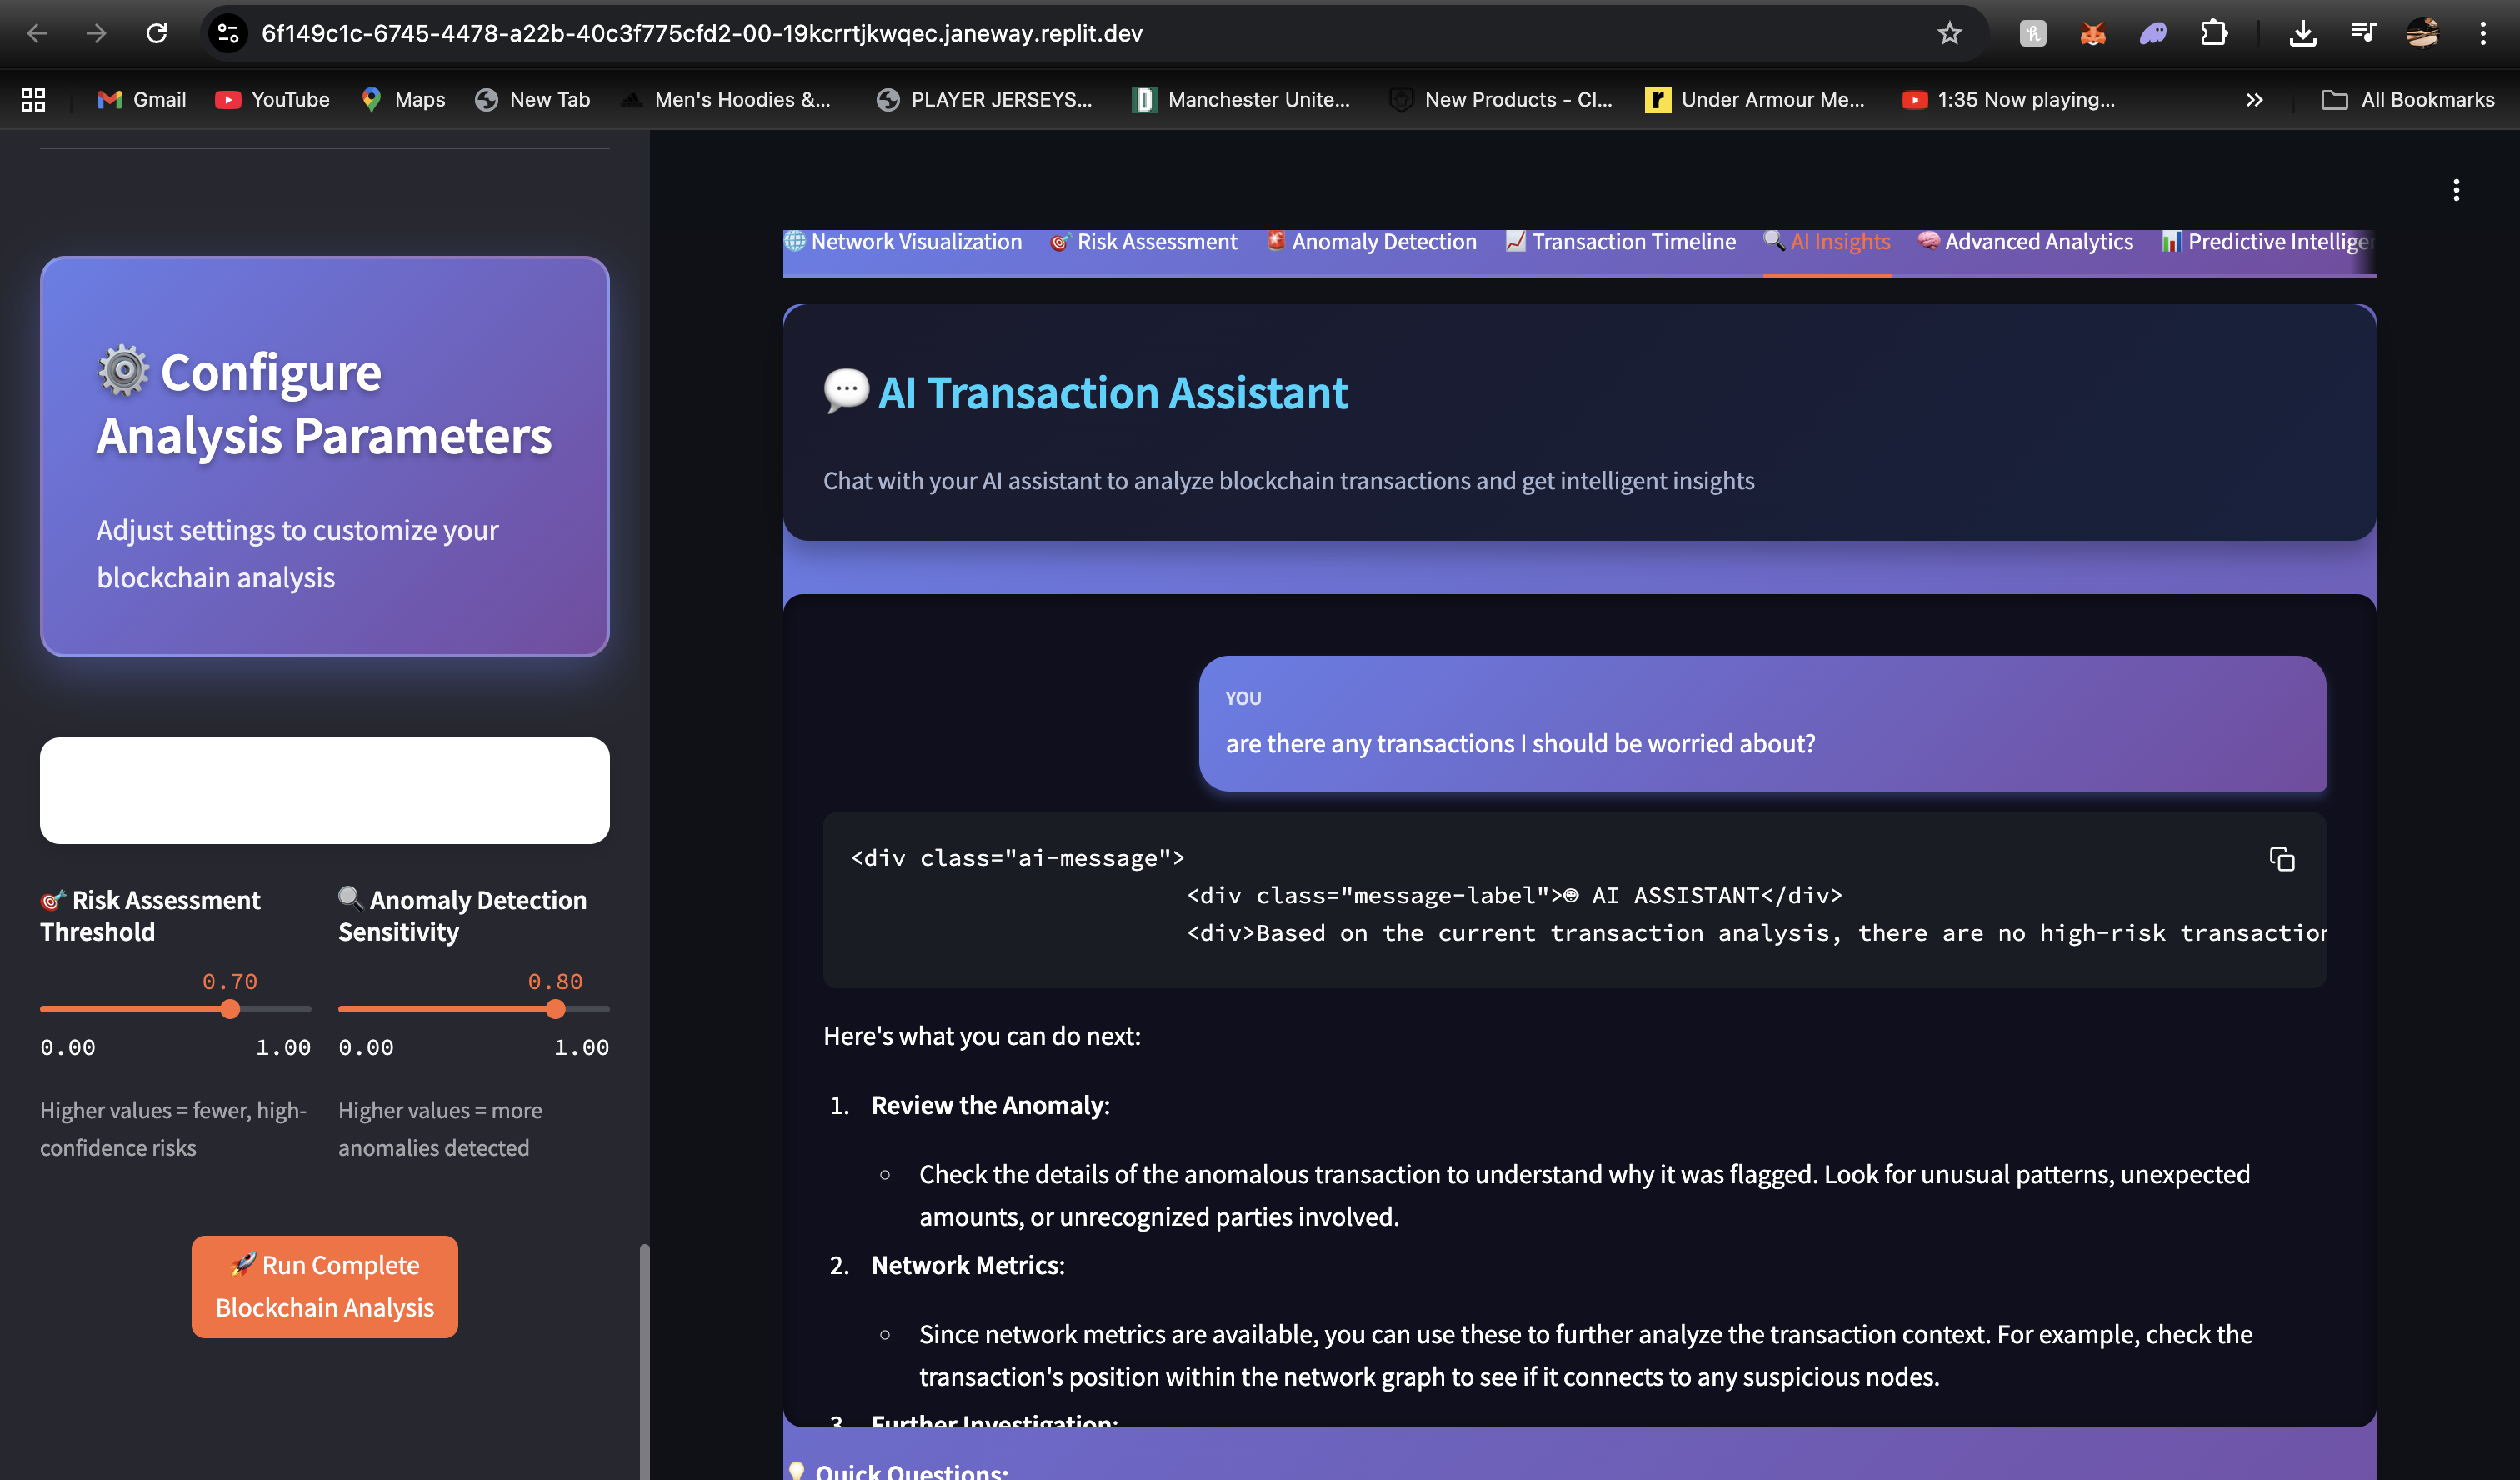 6f149c1c-6745-4478-a22b-40c3f775cfd2-00-19kcrrtjkwqec.janeway.replit.dev
Gmail
YouTube
Maps
New Tab
Men's Hoodies &...
PLAYER JERSEYS...
Manchester Unite...
New Products - Cl...
Under Armour Me...
1:35 Now playing...
All Bookmarks
⚙️ Configure
Analysis Parameters
Adjust settings to customize your
blockchain analysis
🎯 Risk Assessment
Threshold
0.70
0.00 1.00
Higher values = fewer, high-
confidence risks
🔍 Anomaly Detection
Sensitivity
0.80
0.00 1.00
Higher values = more
anomalies detected
🚀 Run Complete
Blockchain Analysis
🌐 Network Visualization
🎯 Risk Assessment
🚨 Anomaly Detection
📈 Transaction Timeline
🔍 AI Insights
🧠 Advanced Analytics
📊 Predictive Intelliger
💬 AI Transaction Assistant
Chat with your AI assistant to analyze blockchain transactions and get intelligent insights
YOU
are there any transactions I should be worried about?
<div class="ai-message">
<div class="message-label">🤖 AI ASSISTANT</div>
<div>Based on the current transaction analysis, there are no high-risk transaction
Here's what you can do next:
1. Review the Anomaly:
○ Check the details of the anomalous transaction to understand why it was flagged. Look for unusual patterns, unexpected
amounts, or unrecognized parties involved.
2. Network Metrics:
○ Since network metrics are available, you can use these to further analyze the transaction context. For example, check the
transaction's position within the network graph to see if it connects to any suspicious nodes.
3. Further Investigation:
💡 Quick Questions: